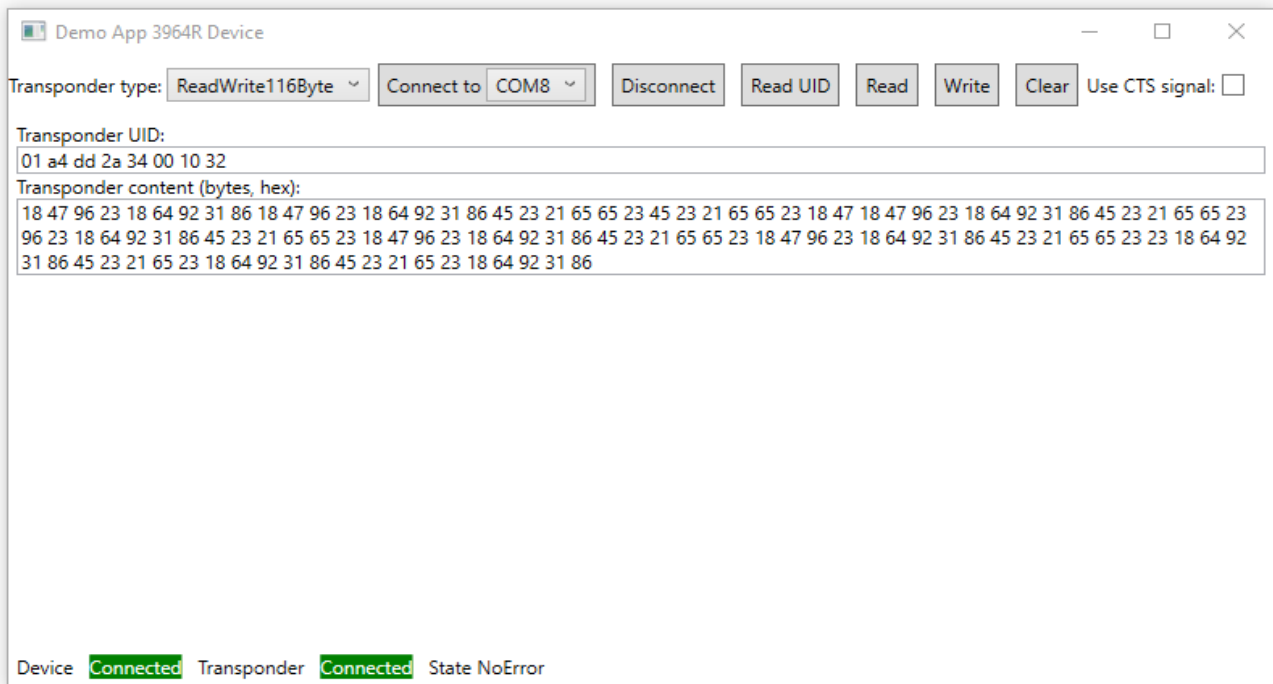 Demo App 3964R Device
Transponder type: ReadWrite116Byte Connect to COM8 Disconnect Read UID Read Write Clear Use CTS signal:
Transponder UID:
01 a4 dd 2a 34 00 10 32
Transponder content (bytes, hex):
18 47 96 23 18 64 92 31 86 18 47 96 23 18 64 92 31 86 45 23 21 65 65 23 45 23 21 65 65 23 18 47 18 47 96 23 18 64 92 31 86 45 23 21 65 65 23
96 23 18 64 92 31 86 45 23 21 65 65 23 18 47 96 23 18 64 92 31 86 45 23 21 65 65 23 18 47 96 23 18 64 92 31 86 45 23 21 65 65 23 23 18 64 92
31 86 45 23 21 65 23 18 64 92 31 86 45 23 21 65 23 18 64 92 31 86
Device Connected Transponder Connected State NoError